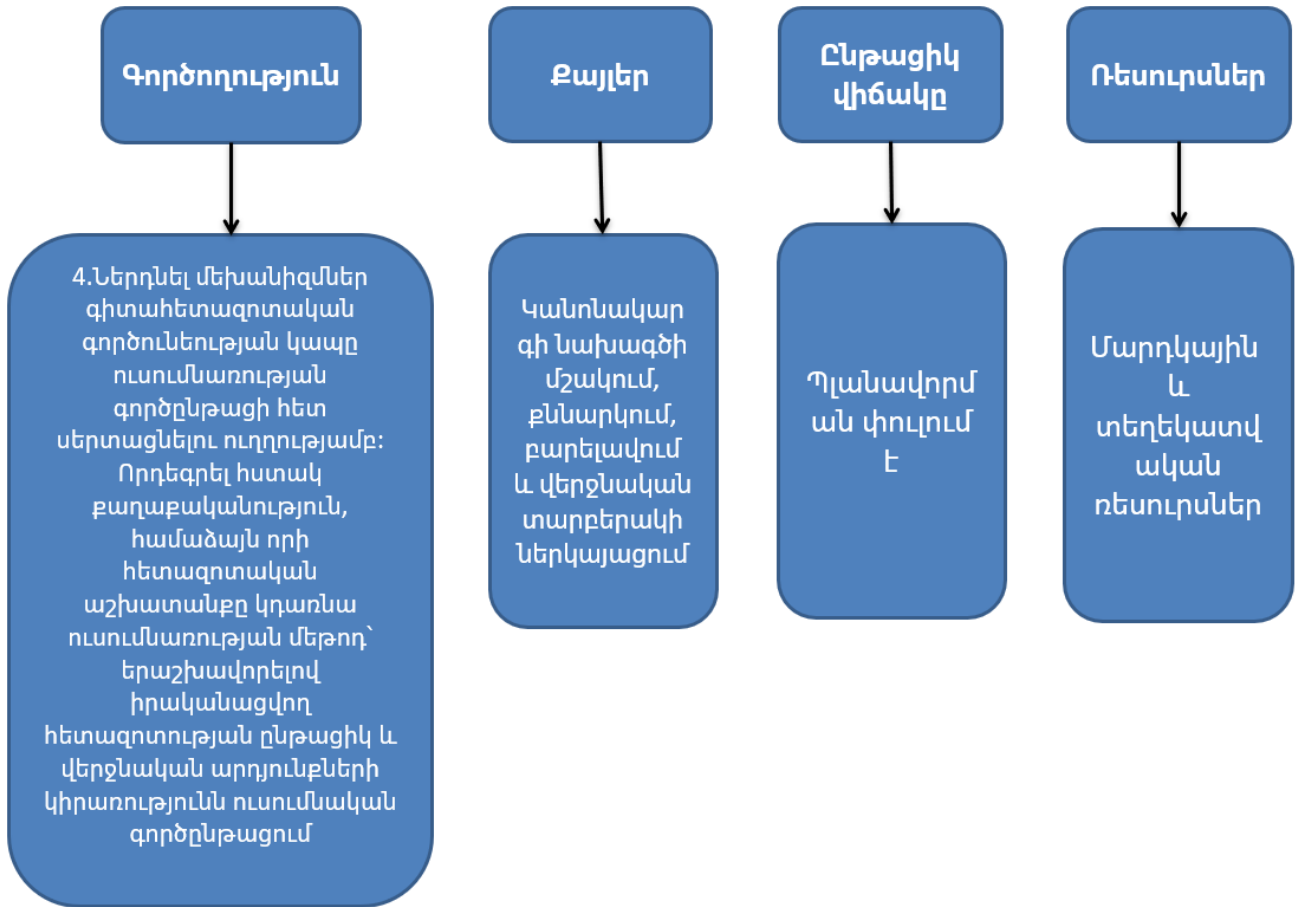 Գործողություն
4.Ներդնել մեխանիզմներ
գիտահետազոտական
գործունեության կապը
ուսումնառության
գործընթացի հետ
սերտացնելու ուղղությամբ:
Որդեգրել հստակ
քաղաքականություն,
համաձայն որի
հետազոտական
աշխատանքը կդառնա
ուսումնառության մեթոդ՝
երաշխավորելով
իրականացվող
հետազոտության ընթացիկ և
վերջնական արդյունքների
կիրառությունն ուսումնական
գործընթացում
Քայլեր
Կանոնակար
գի նախագծի
մշակում,
քննարկում,
բարելավում
և վերջնական
տարբերակի
ներկայացում
Ընթացիկ
վիճակը
Պլանավորմ
ան փուլում
է
Ռեսուրսներ
Մարդկային
և
տեղեկատվ
ական
ռեսուրսներ